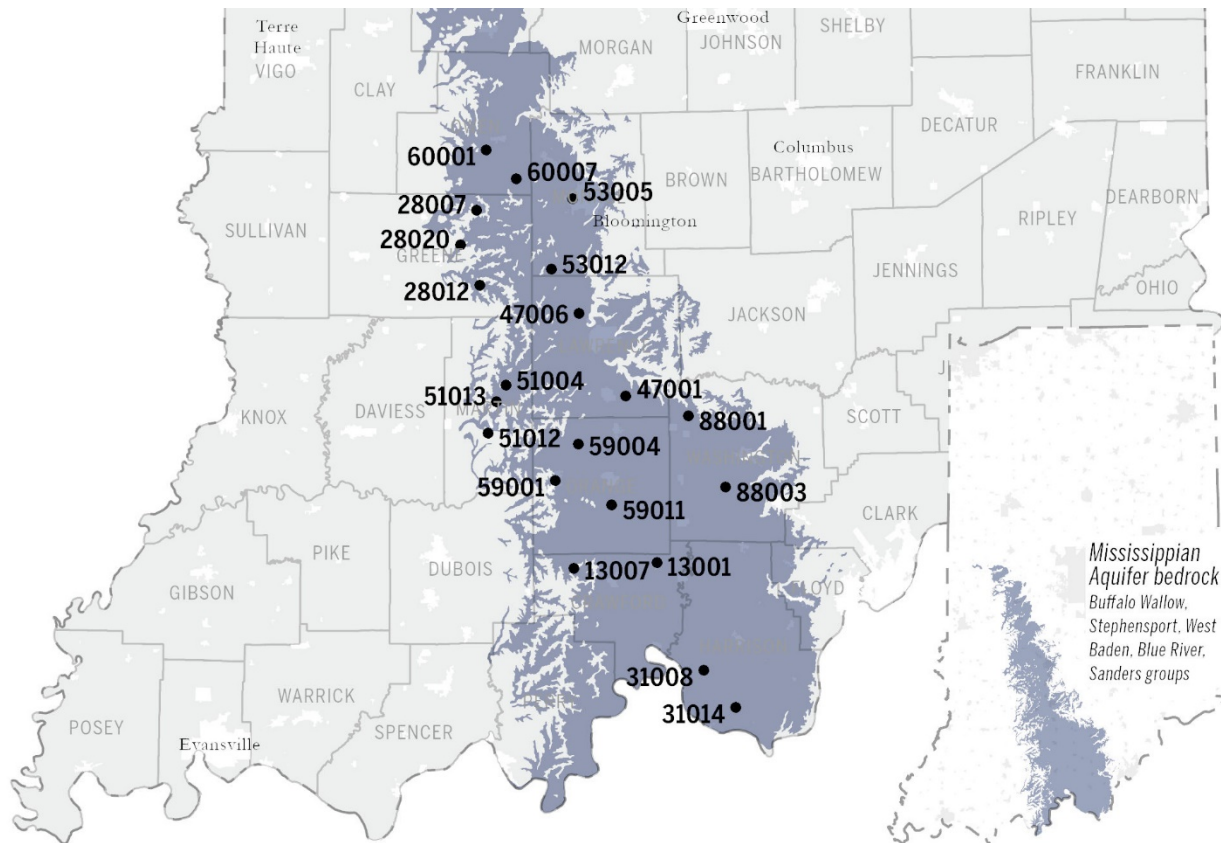 Terre
Haute
VIGO
CLAY
MORGAN
Greenwood
JOHNSON
SHELBY
FRANKLIN
DECATUR
60001
60007
53005
BROWN
Columbus
BARTHOLOMEW
DEARBORN
RIPLEY
SULLIVAN
28007
28020
GREENE
28012
Bloomington
53012
JENNINGS
OHIO
47006
JACKSON
51004
51013
47001
88001
KNOX
DAVIESS
MARTIN
SCOTT
51012
59004
59001
59011
88003
CLARK
PIKE
DUBOIS
GIBSON
13007
13001
31008
31014
WARRICK
POSEY
Evansville
SPENCER
Mississippian
Aquifer bedrock
Buffalo Wallow,
Stephensport, West
Baden, Blue River,
Sanders groups